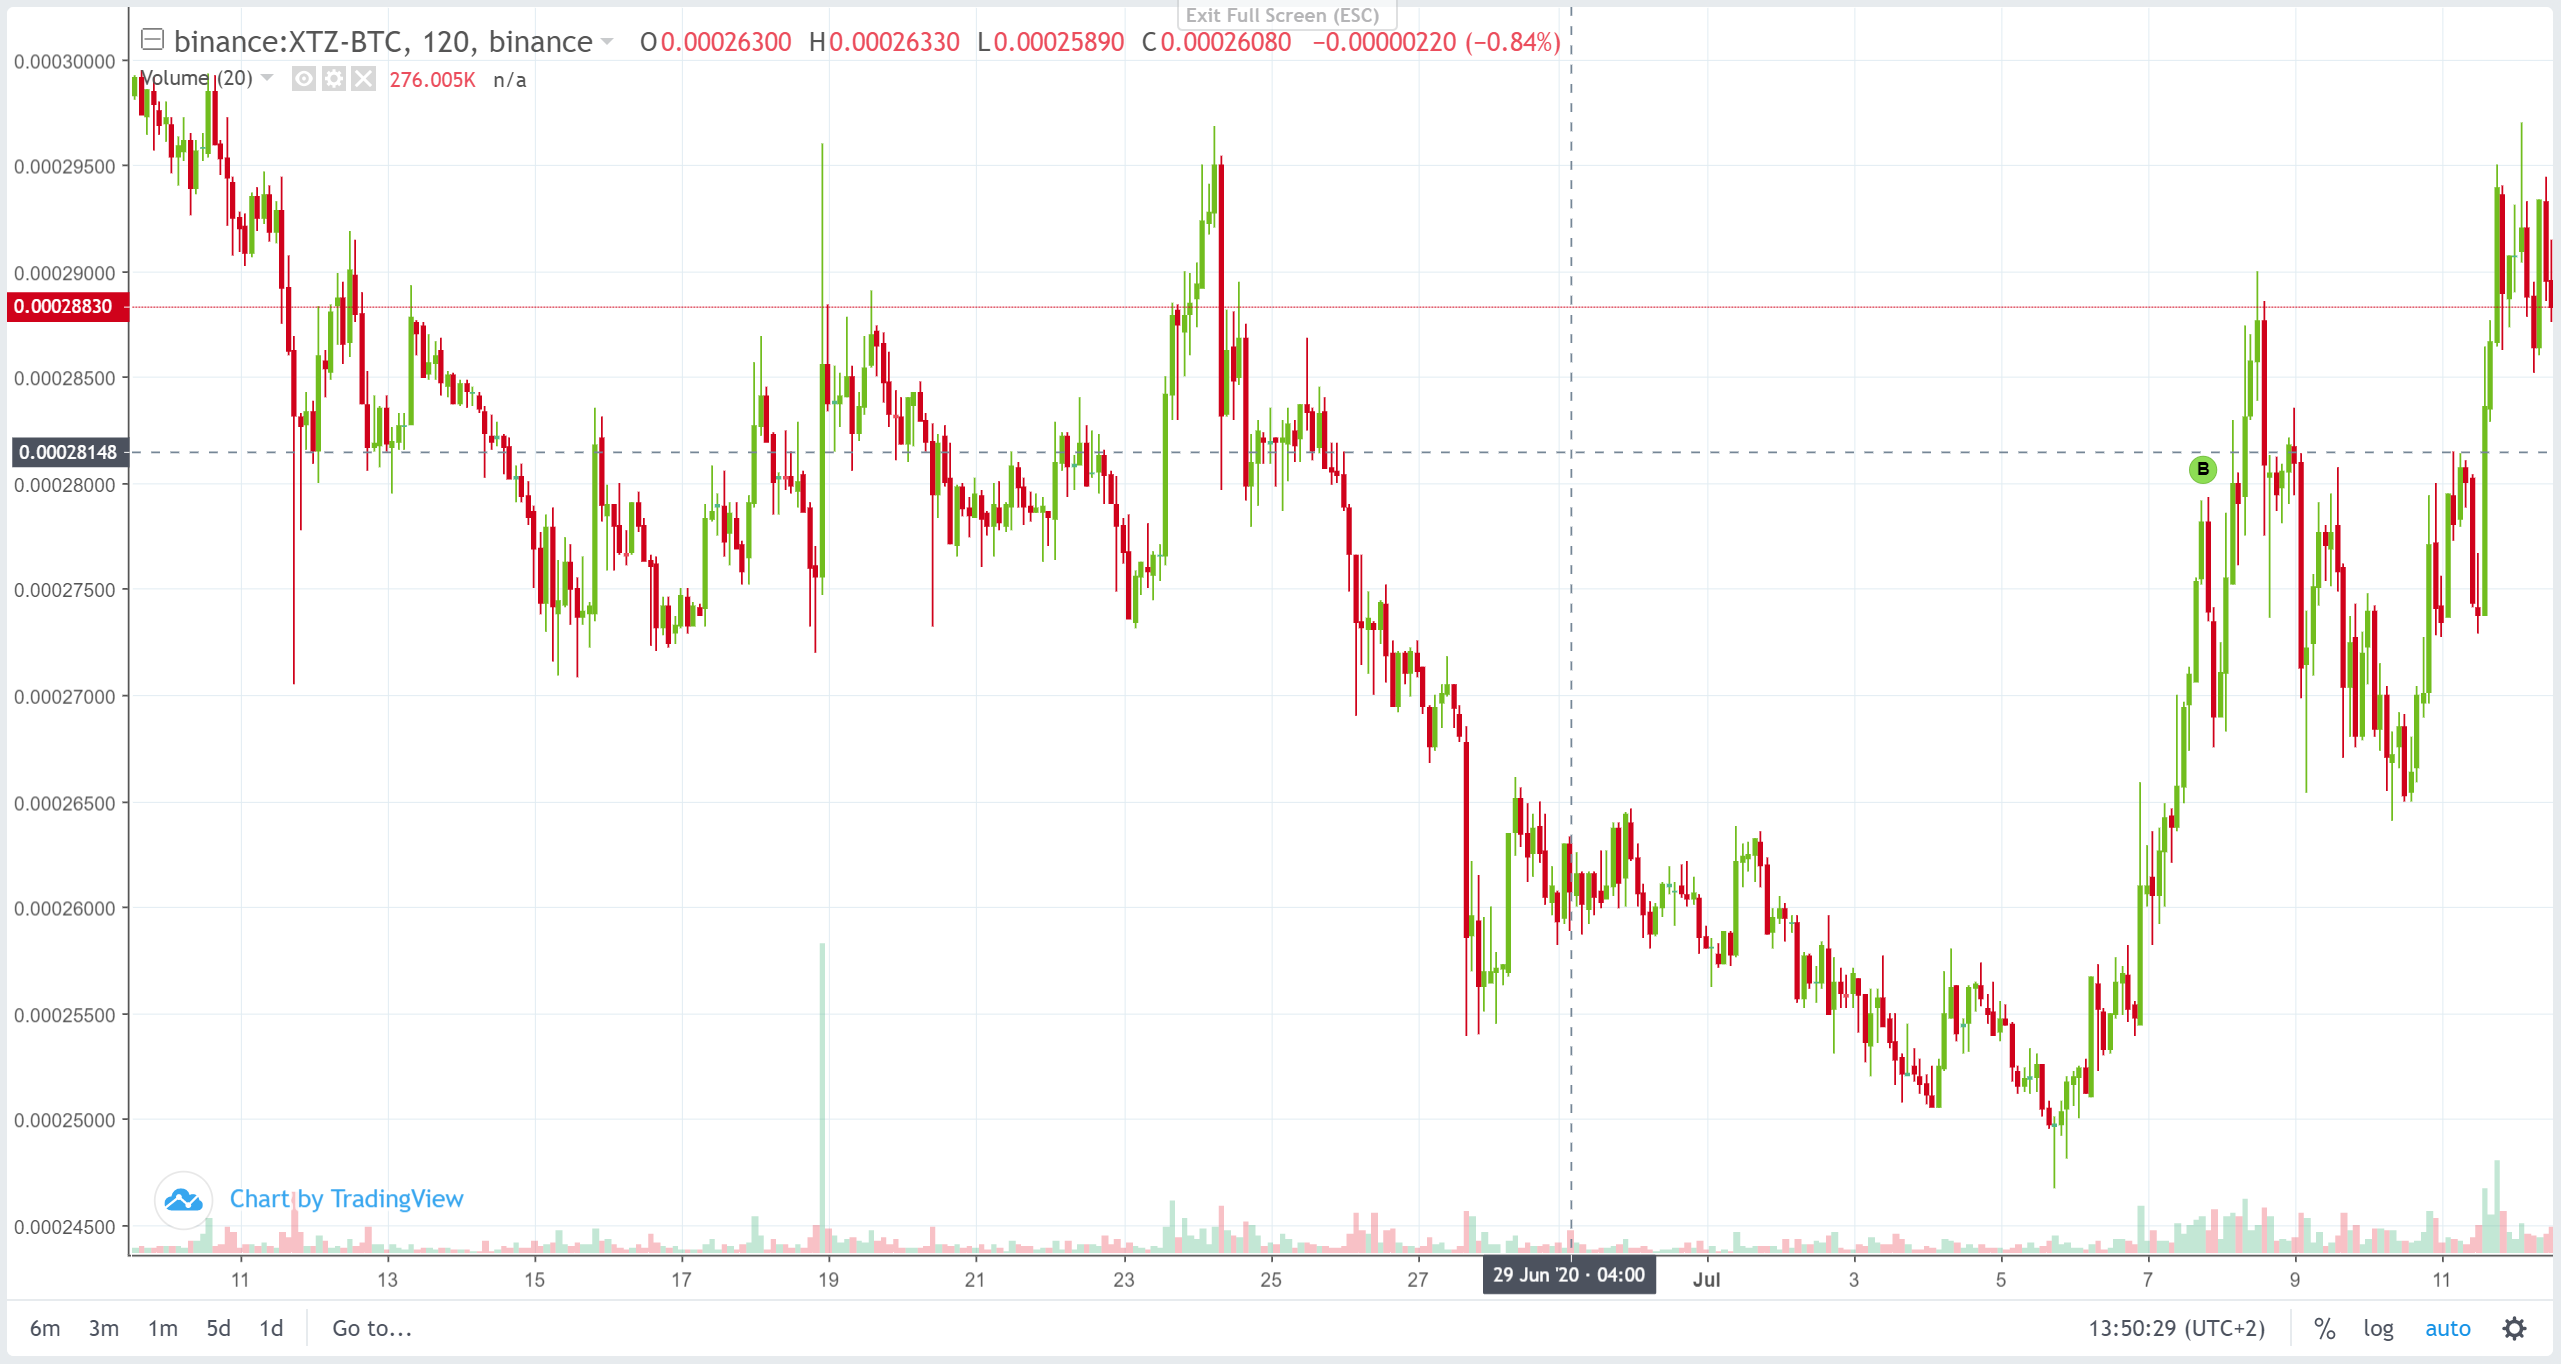 Exit Full Screen (ESC)
binance:XTZ-BTC, 120, binance O0.00026300 H0.00026330 L0.00025890 C0.00026080 −0.00000220 (−0.84%)
Volume (20) 276.005K n/a
0.00030000
0.00029500
0.00029000
0.00028830
0.00028500
0.00028148
0.00028000
0.00027500
0.00027000
0.00026500
0.00026000
0.00025500
0.00025000
0.00024500
B
Chart by TradingView
11 13 15 17 19 21 23 25 27 29 Jun '20 · 04:00 Jul 3 5 7 9 11
6m 3m 1m 5d 1d Go to... 13:50:29 (UTC+2) % log auto